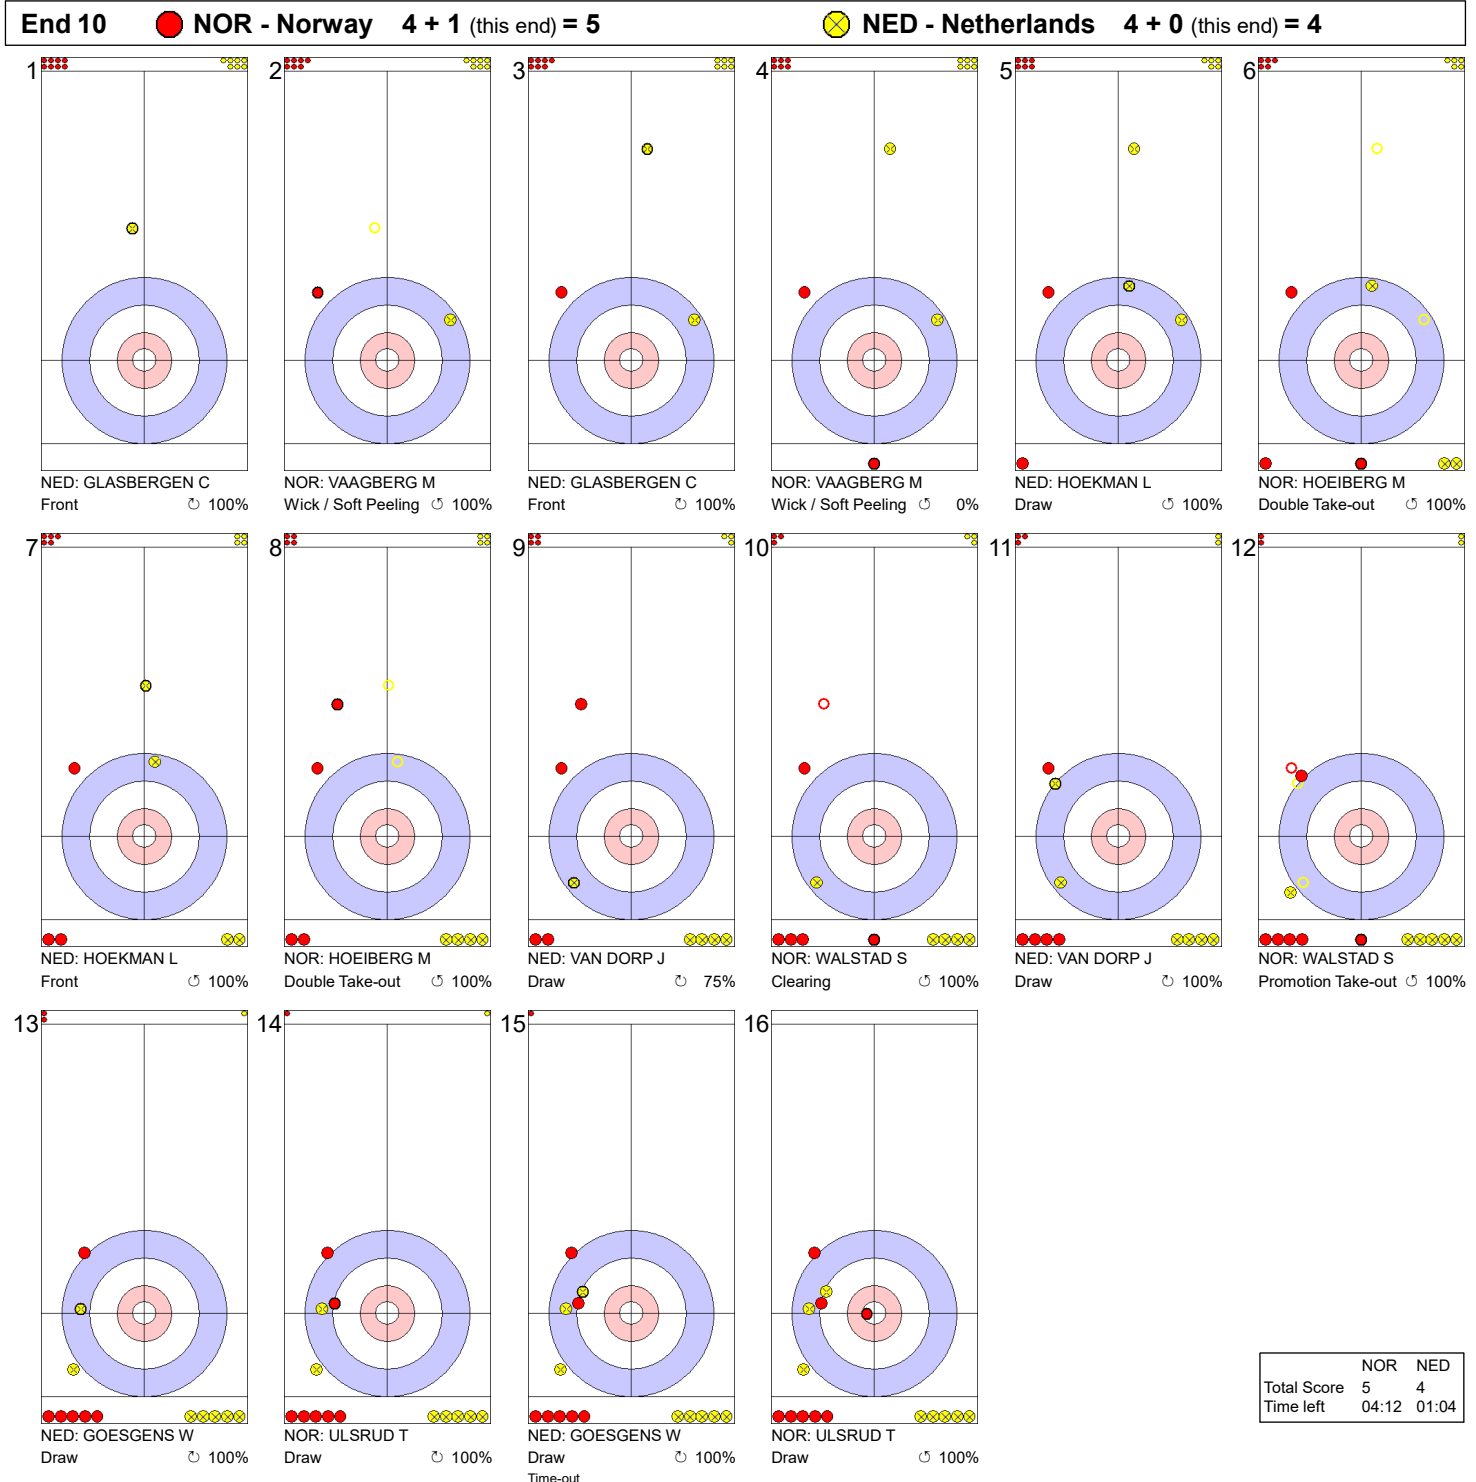 End 10 NOR - Norway 4 + 1 (this end) = 5 NED - Netherlands 4 + 0 (this end) = 4
1 2 3 4 5 6
NED: GLASBERGEN C
Front ↻ 100%
NOR: VAAGBERG M
Wick / Soft Peeling ↺ 100%
NED: GLASBERGEN C
Front ↻ 100%
NOR: VAAGBERG M
Wick / Soft Peeling ↺ 0%
NED: HOEKMAN L
Draw ↺ 100%
NOR: HOEIBERG M
Double Take-out ↺ 100%
7 8 9 10 11 12
NED: HOEKMAN L
Front ↺ 100%
NOR: HOEIBERG M
Double Take-out ↺ 100%
NED: VAN DORP J
Draw ↻ 75%
NOR: WALSTAD S
Clearing ↺ 100%
NED: VAN DORP J
Draw ↺ 100%
NOR: WALSTAD S
Promotion Take-out ↺ 100%
13 14 15 16
NED: GOESGENS W
Draw ↻ 100%
NOR: ULSRUD T
Draw ↻ 100%
NED: GOESGENS W
Draw ↻ 100%
Time-out
NOR: ULSRUD T
Draw ↻ 100%
NOR NED
Total Score 5 4
Time left 04:12 01:04